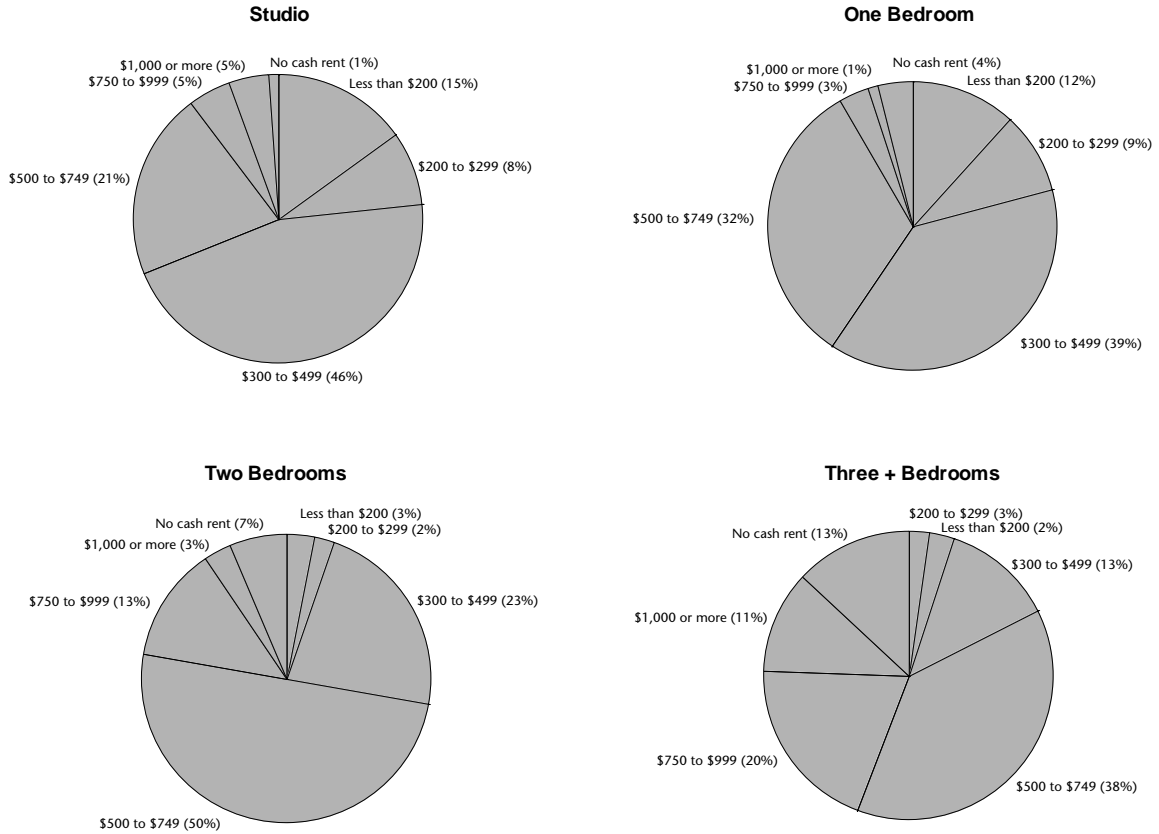 Studio
No cash rent (1%)
$1,000 or more (5%)
$750 to $999 (5%)
Less than $200 (15%)
$200 to $299 (8%)
$500 to $749 (21%)
$300 to $499 (46%)
One Bedroom
No cash rent (4%)
$1,000 or more (1%)
$750 to $999 (3%)
Less than $200 (12%)
$200 to $299 (9%)
$500 to $749 (32%)
$300 to $499 (39%)
Two Bedrooms
Less than $200 (3%)
No cash rent (7%)
$200 to $299 (2%)
$1,000 or more (3%)
$750 to $999 (13%)
$300 to $499 (23%)
$500 to $749 (50%)
Three + Bedrooms
$200 to $299 (3%)
Less than $200 (2%)
No cash rent (13%)
$300 to $499 (13%)
$1,000 or more (11%)
$750 to $999 (20%)
$500 to $749 (38%)